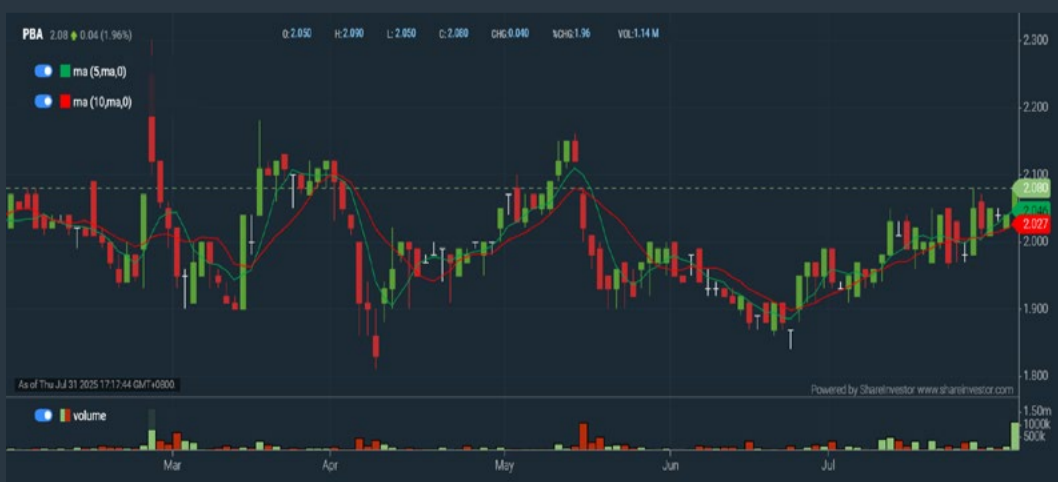 PBA 2.08 0.04 (1.96%) O:2.050 H:2.090 L: 2.050 C: 2.080 CHG:0.040 %CHG:1.96 VOL:1.14 M
ma (5,ma,0)
ma (10,ma,0)
2.300
2.200
2.100
2.080
2.046
2.027
2.000
1.900
1.800
As of Thu Jul 31 2025 17:17:44 GMT+0800.
Powered by ShareInvestor www.shareinvestor.com
volume
1.50m
1000k
500k
Mar Apr May Jun Jul